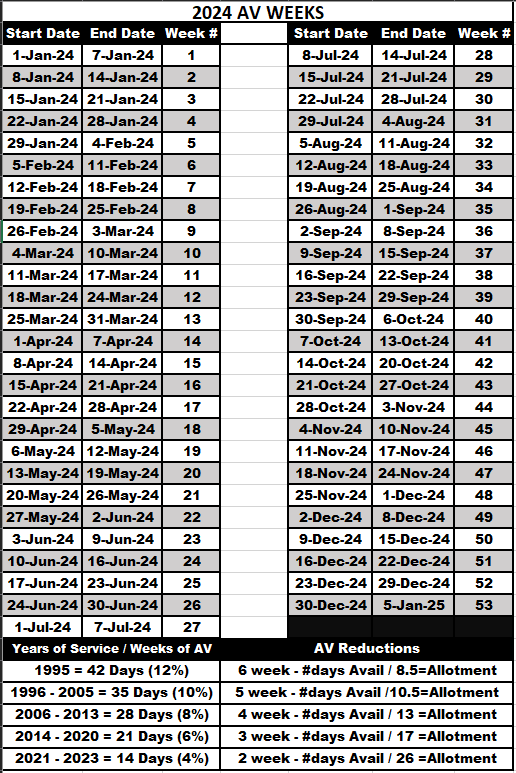 2024 AV WEEKS
Start Date End Date Week # Start Date End Date Week #
1-Jan-24 7-Jan-24 1 8-Jul-24 14-Jul-24 28
8-Jan-24 14-Jan-24 2 15-Jul-24 21-Jul-24 29
15-Jan-24 21-Jan-24 3 22-Jul-24 28-Jul-24 30
22-Jan-24 28-Jan-24 4 29-Jul-24 4-Aug-24 31
29-Jan-24 4-Feb-24 5 5-Aug-24 11-Aug-24 32
5-Feb-24 11-Feb-24 6 12-Aug-24 18-Aug-24 33
12-Feb-24 18-Feb-24 7 19-Aug-24 25-Aug-24 34
19-Feb-24 25-Feb-24 8 26-Aug-24 1-Sep-24 35
26-Feb-24 3-Mar-24 9 2-Sep-24 8-Sep-24 36
4-Mar-24 10-Mar-24 10 9-Sep-24 15-Sep-24 37
11-Mar-24 17-Mar-24 11 16-Sep-24 22-Sep-24 38
18-Mar-24 24-Mar-24 12 23-Sep-24 29-Sep-24 39
25-Mar-24 31-Mar-24 13 30-Sep-24 6-Oct-24 40
1-Apr-24 7-Apr-24 14 7-Oct-24 13-Oct-24 41
8-Apr-24 14-Apr-24 15 14-Oct-24 20-Oct-24 42
15-Apr-24 21-Apr-24 16 21-Oct-24 27-Oct-24 43
22-Apr-24 28-Apr-24 17 28-Oct-24 3-Nov-24 44
29-Apr-24 5-May-24 18 4-Nov-24 10-Nov-24 45
6-May-24 12-May-24 19 11-Nov-24 17-Nov-24 46
13-May-24 19-May-24 20 18-Nov-24 24-Nov-24 47
20-May-24 26-May-24 21 25-Nov-24 1-Dec-24 48
27-May-24 2-Jun-24 22 2-Dec-24 8-Dec-24 49
3-Jun-24 9-Jun-24 23 9-Dec-24 15-Dec-24 50
10-Jun-24 16-Jun-24 24 16-Dec-24 22-Dec-24 51
17-Jun-24 23-Jun-24 25 23-Dec-24 29-Dec-24 52
24-Jun-24 30-Jun-24 26 30-Dec-24 5-Jan-25 53
1-Jul-24 7-Jul-24 27
Years of Service / Weeks of AV AV Reductions
1995 = 42 Days (12%) 6 week - #days Avail / 8.5=Allotment
1996 - 2005 = 35 Days (10%) 5 week - #days Avail /10.5=Allotment
2006 - 2013 = 28 Days (8%) 4 week - #days Avail / 13 =Allotment
2014 - 2020 = 21 Days (6%) 3 week - #days Avail / 17 =Allotment
2021 - 2023 = 14 Days (4%) 2 week - #days Avail / 26 =Allotment